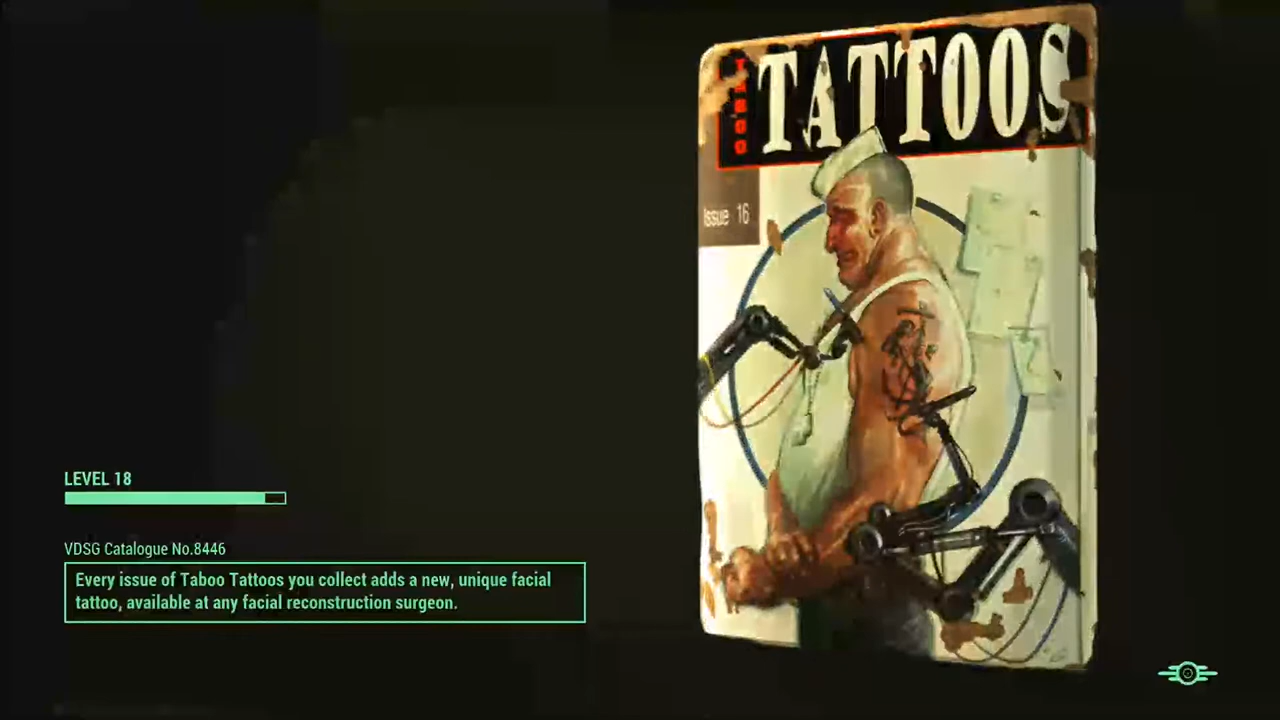 TATTOOS
TABOO
Issue 16
LEVEL 18
VDSG Catalogue No.8446
Every issue of Taboo Tattoos you collect adds a new, unique facial
tattoo, available at any facial reconstruction surgeon.